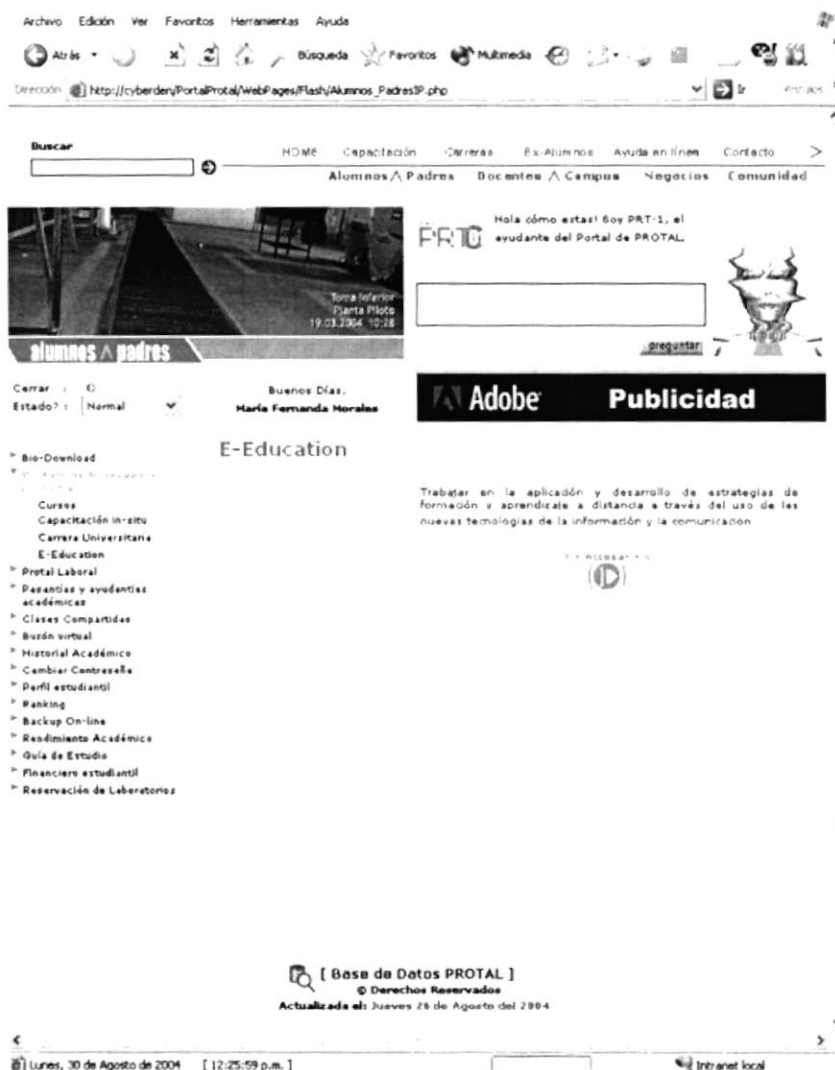 Archivo Edición Ver Favoritos Herramientas Ayuda
Atrás Búsqueda Favoritos Multimedia
Dirección http://cyberden/PortalProtal/WebPages/Flash/Alumnos_PadresIP.php Ir
Buscar
HOME Capacitación Carreras Ex-Alumnos Ayuda en línea Contacto >
Alumnos Λ Padres Docentes Λ Campus Negocios Comunidad
Hola cómo estas! Soy PRT-1, el
ayudante del Portal de PROTAL.
Toma Inferior
Planta Piloto
19.03.2004 10:26
preguntar
alumnos Λ padres
Cerrar :
Estado? : Normal
Buenos Días,
María Fernanda Morales
Adobe Publicidad
E-Education
Bio-Download
Cursos
Capacitación in-situ
Carrera Universitaria
E-Education
Protal Laboral
Pasantías y ayudantías
académicas
Clases Compartidas
Buzón virtual
Historial Académico
Cambiar Contraseña
Perfil estudiantil
Ranking
Backup On-line
Rendimiento Académico
Guía de Estudio
Financiero estudiantil
Reservación de Laboratorios
Trabajar en la aplicación y desarrollo de estrategias de
formación y aprendizaje a distancia a través del uso de les
nuevas tecnologías de la información y la comunicación
[ Base de Datos PROTAL ]
© Derechos Reservados
Actualizada el: Jueves 26 de Agosto del 2004
Lunes, 30 de Agosto de 2004 [ 12:25:59 p.m. ] Intranet local